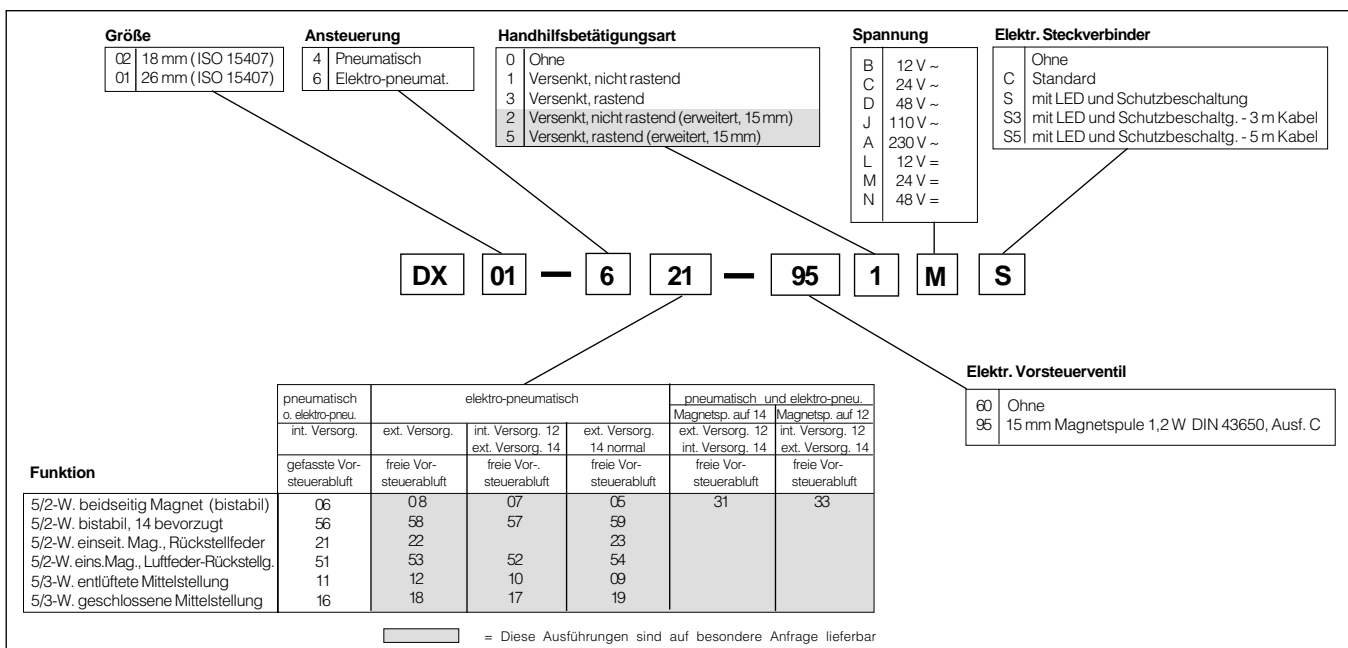 Größe
02 18 mm (ISO 15407)
01 26 mm (ISO 15407)
Ansteuerung
4 Pneumatisch
6 Elektro-pneumat.
Handhilfsbetätigungsart
0 Ohne
1 Versenkt, nicht rastend
3 Versenkt, rastend
2 Versenkt, nicht rastend (erweitert, 15 mm)
5 Versenkt, rastend (erweitert, 15 mm)
Spannung
B 12 V ~
C 24 V ~
D 48 V ~
J 110 V ~
A 230 V ~
L 12 V =
M 24 V =
N 48 V =
Elektr. Steckverbinder
Ohne
C Standard
S mit LED und Schutzbeschaltung
S3 mit LED und Schutzbeschaltg. - 3 m Kabel
S5 mit LED und Schutzbeschaltg. - 5 m Kabel
DX 01 — 6 21 — 95 1 M S
Elektr. Vorsteuerventil
60 Ohne
95 15 mm Magnetspule 1,2 W DIN 43650, Ausf. C
pneumatisch elektro-pneumatisch pneumatisch und elektro-pneu.
o. elektro-pneu. Magnetsp. auf 14 Magnetsp. auf 12
int. Versorg. ext. Versorg. int. Versorg. 12 ext. Versorg. ext. Versorg. 12 int. Versorg. 12
ext. Versorg. 14 14 normal int. Versorg. 14 ext. Versorg. 14
Funktion
gefasste Vor- freie Vor- freie Vor-. freie Vor- freie Vor- freie Vor-
steuerabluft steuerabluft steuerabluft steuerabluft steuerabluft steuerabluft
5/2-W. beidseitig Magnet (bistabil) 06 08 07 05 31 33
5/2-W. bistabil, 14 bevorzugt 56 58 57 59
5/2-W. einseit. Mag., Rückstellfeder 21 22 23
5/2-W. eins.Mag., Luftfeder-Rückstellg. 51 53 52 54
5/3-W. entlüftete Mittelstellung 11 12 10 09
5/3-W. geschlossene Mittelstellung 16 18 17 19
= Diese Ausführungen sind auf besondere Anfrage lieferbar